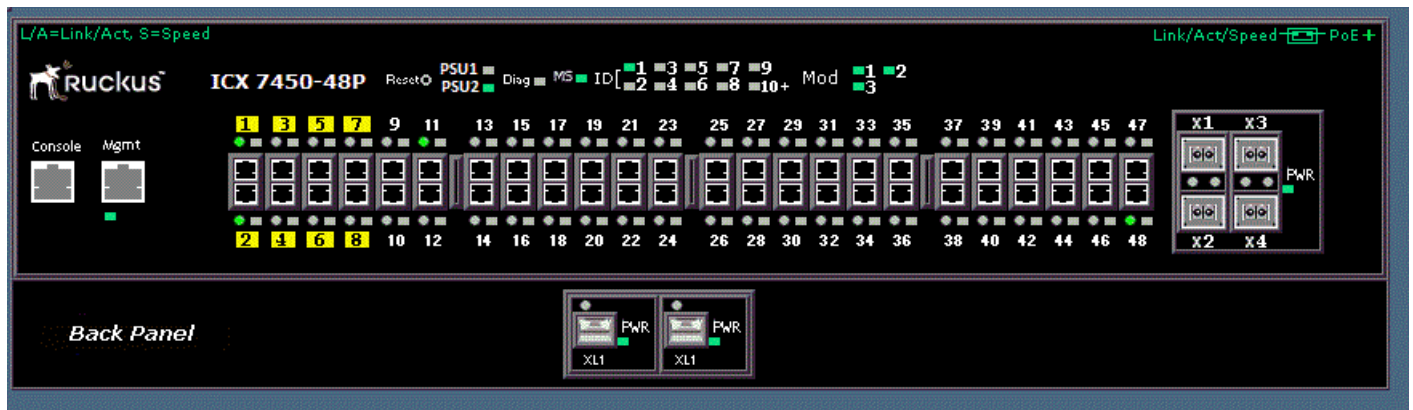 L/A=Link/Act, S=Speed
Link/Act/Speed PoE+
Ruckus ICX 7450-48P Reset PSU1 PSU2 Diag MS ID[ 1 3 5 7 9 Mod 1 2
2 4 6 8 10+ 3
1 3 5 7 9 11 13 15 17 19 21 23 25 27 29 31 33 35 37 39 41 43 45 47 X1 X3
Console Mgmt
PWR
2 4 6 8 10 12 14 16 18 20 22 24 26 28 30 32 34 36 38 40 42 44 46 48 X2 X4
Back Panel
PWR PWR
XL1 XL1